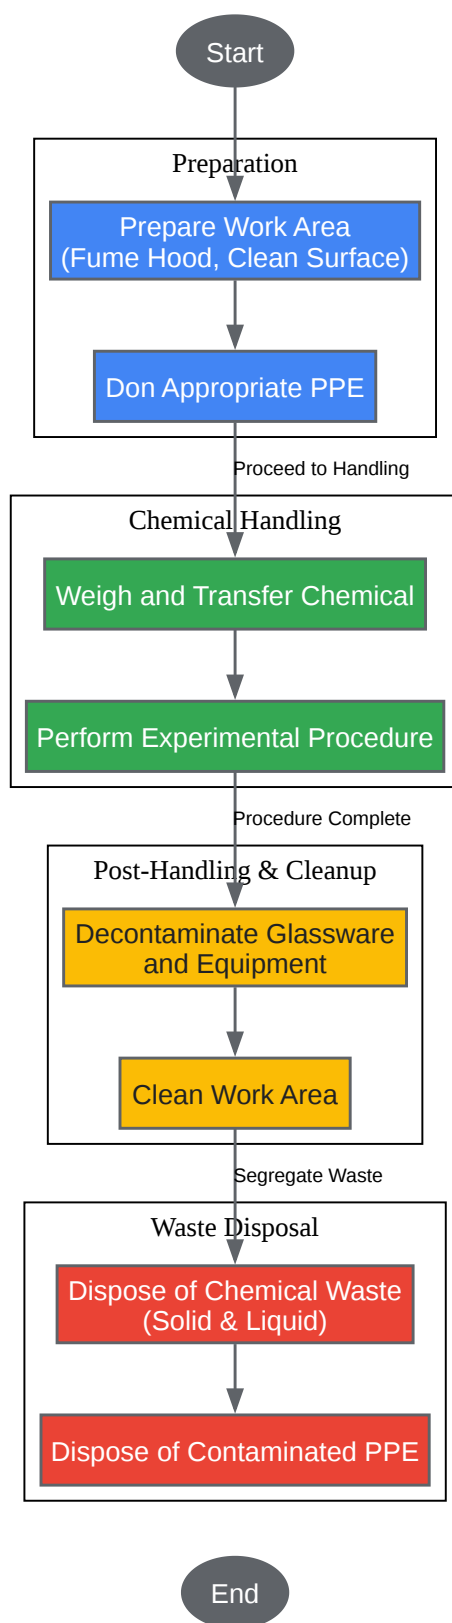 Start
Preparation
Prepare Work Area
(Fume Hood, Clean Surface)
Don Appropriate PPE
Proceed to Handling
Chemical Handling
Weigh and Transfer Chemical
Perform Experimental Procedure
Procedure Complete
Post-Handling & Cleanup
Decontaminate Glassware
and Equipment
Clean Work Area
Segregate Waste
Waste Disposal
Dispose of Chemical Waste
(Solid & Liquid)
Dispose of Contaminated PPE
End